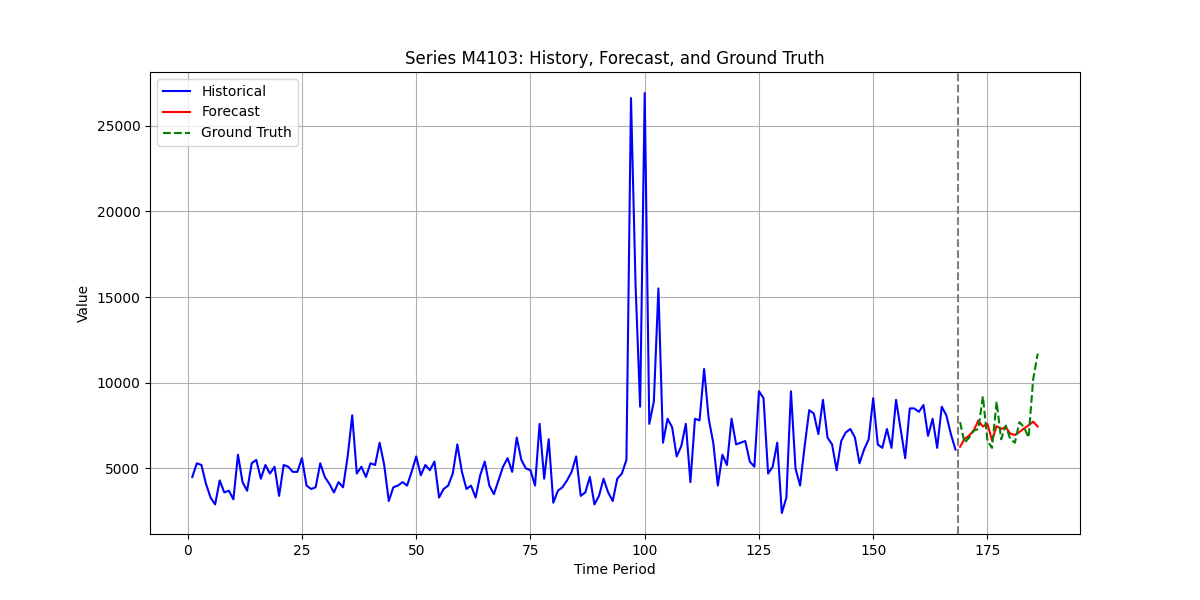 Series M4103: History, Forecast, and Ground Truth
Historical
Forecast
Ground Truth
25000
20000
15000
10000
5000
Value
0 25 50 75 100 125 150 175
Time Period